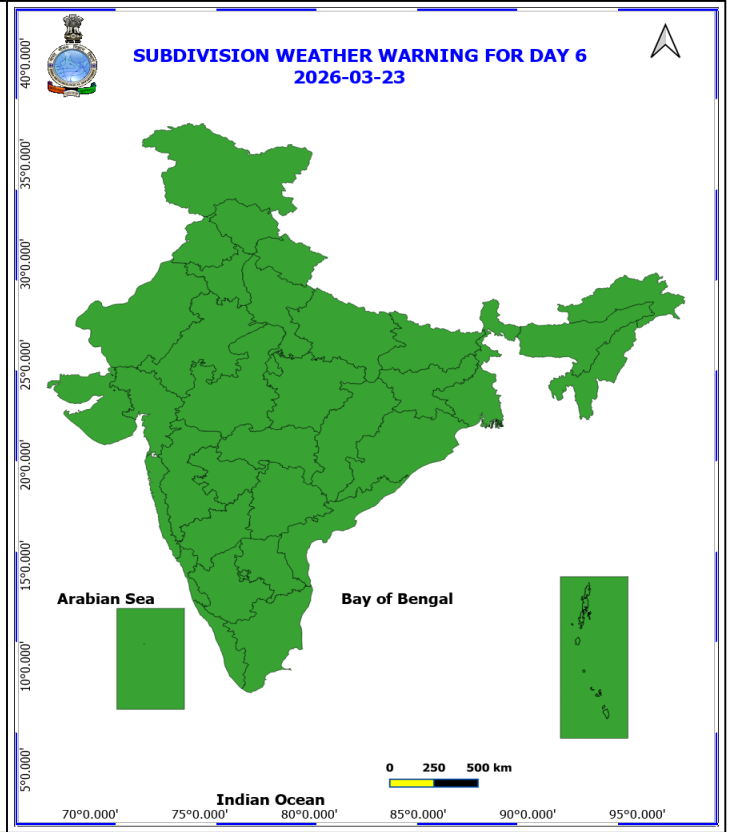 SUBDIVISION WEATHER WARNING FOR DAY 6
2026-03-23
40°0.000'
35°0.000'
30°0.000'
25°0.000'
20°0.000'
15°0.000'
10°0.000'
5°0.000'
Arabian Sea
Bay of Bengal
0 250 500 km
Indian Ocean
70°0.000' 75°0.000' 80°0.000' 85°0.000' 90°0.000' 95°0.000'